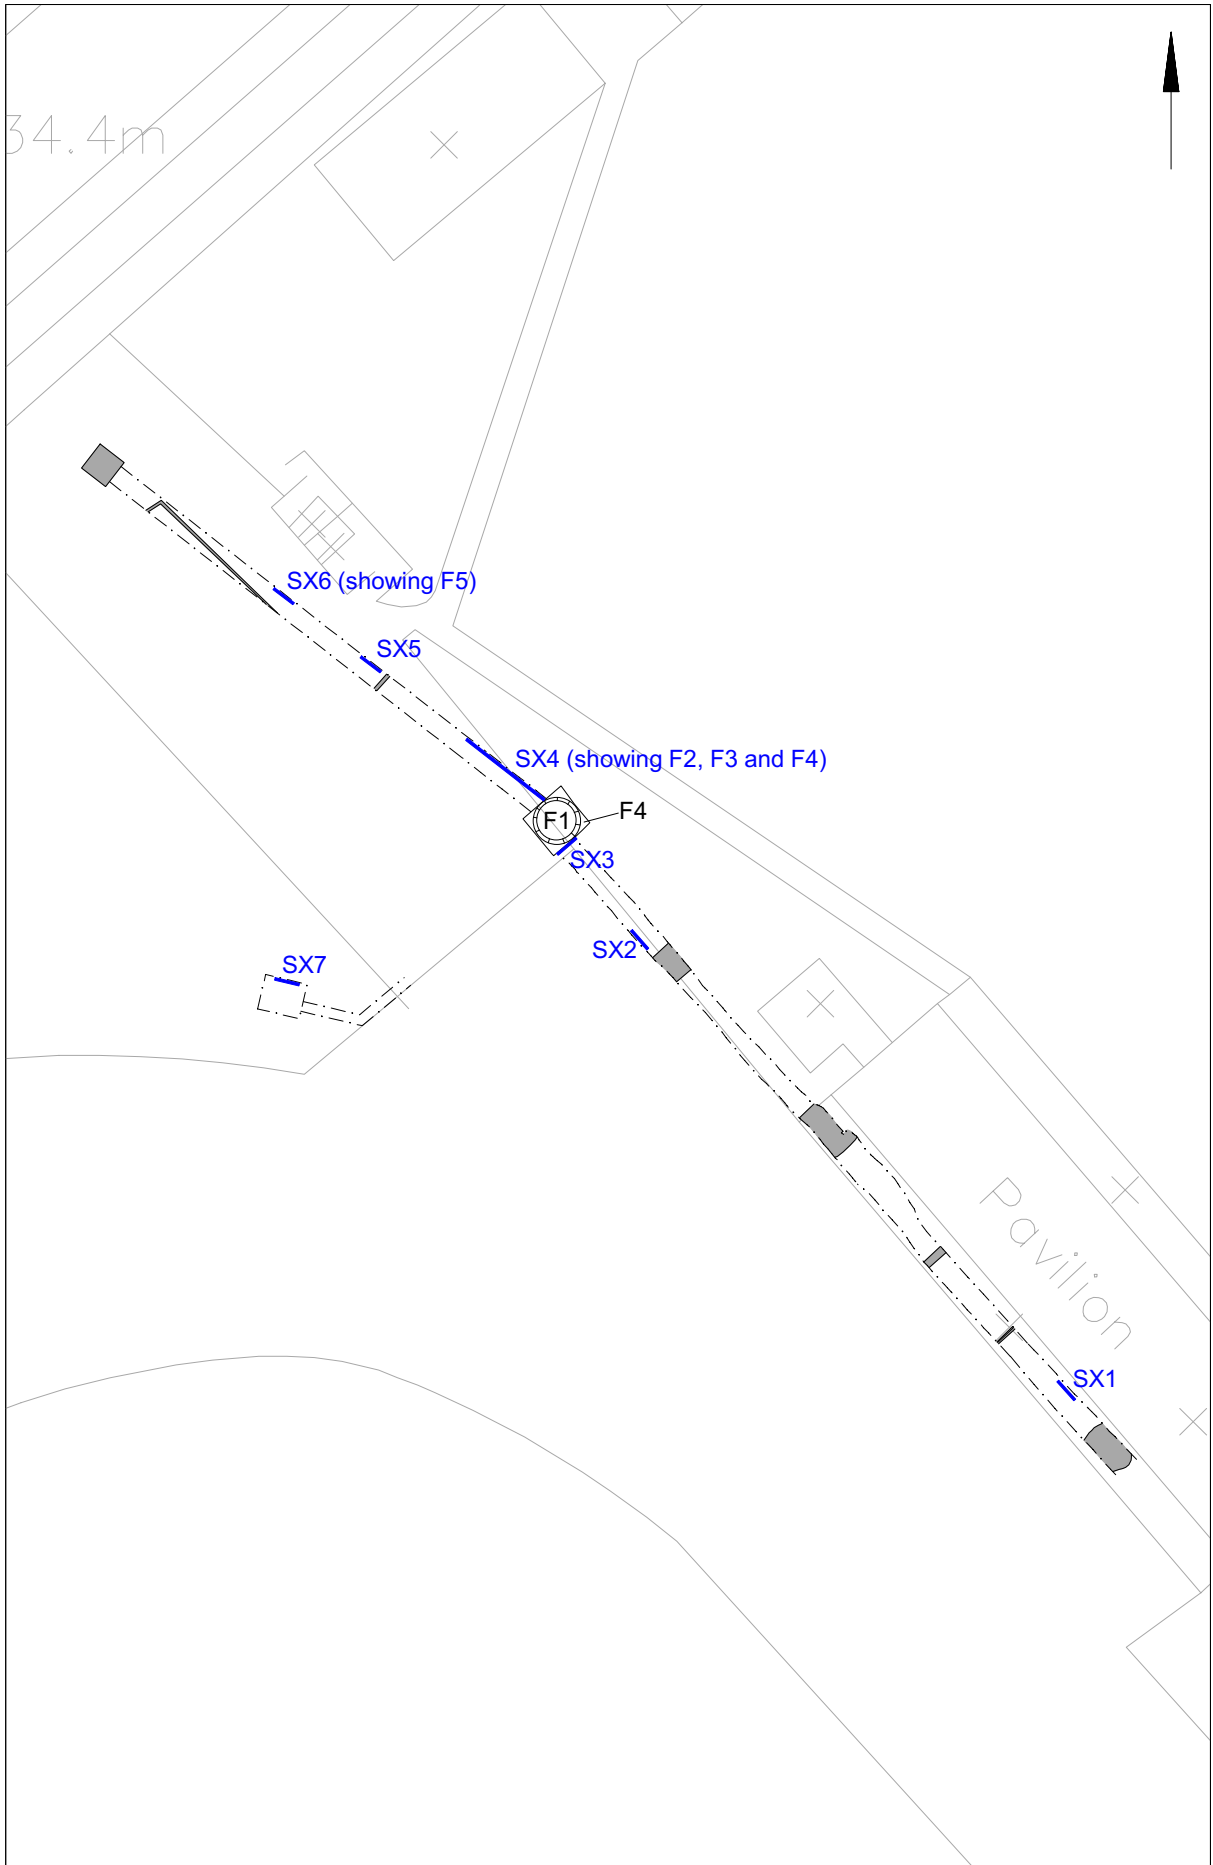 34.4m
SX6 (showing F5)
SX5
SX4 (showing F2, F3 and F4)
F1
F4
SX3
SX2
SX7
Pavilion
SX1